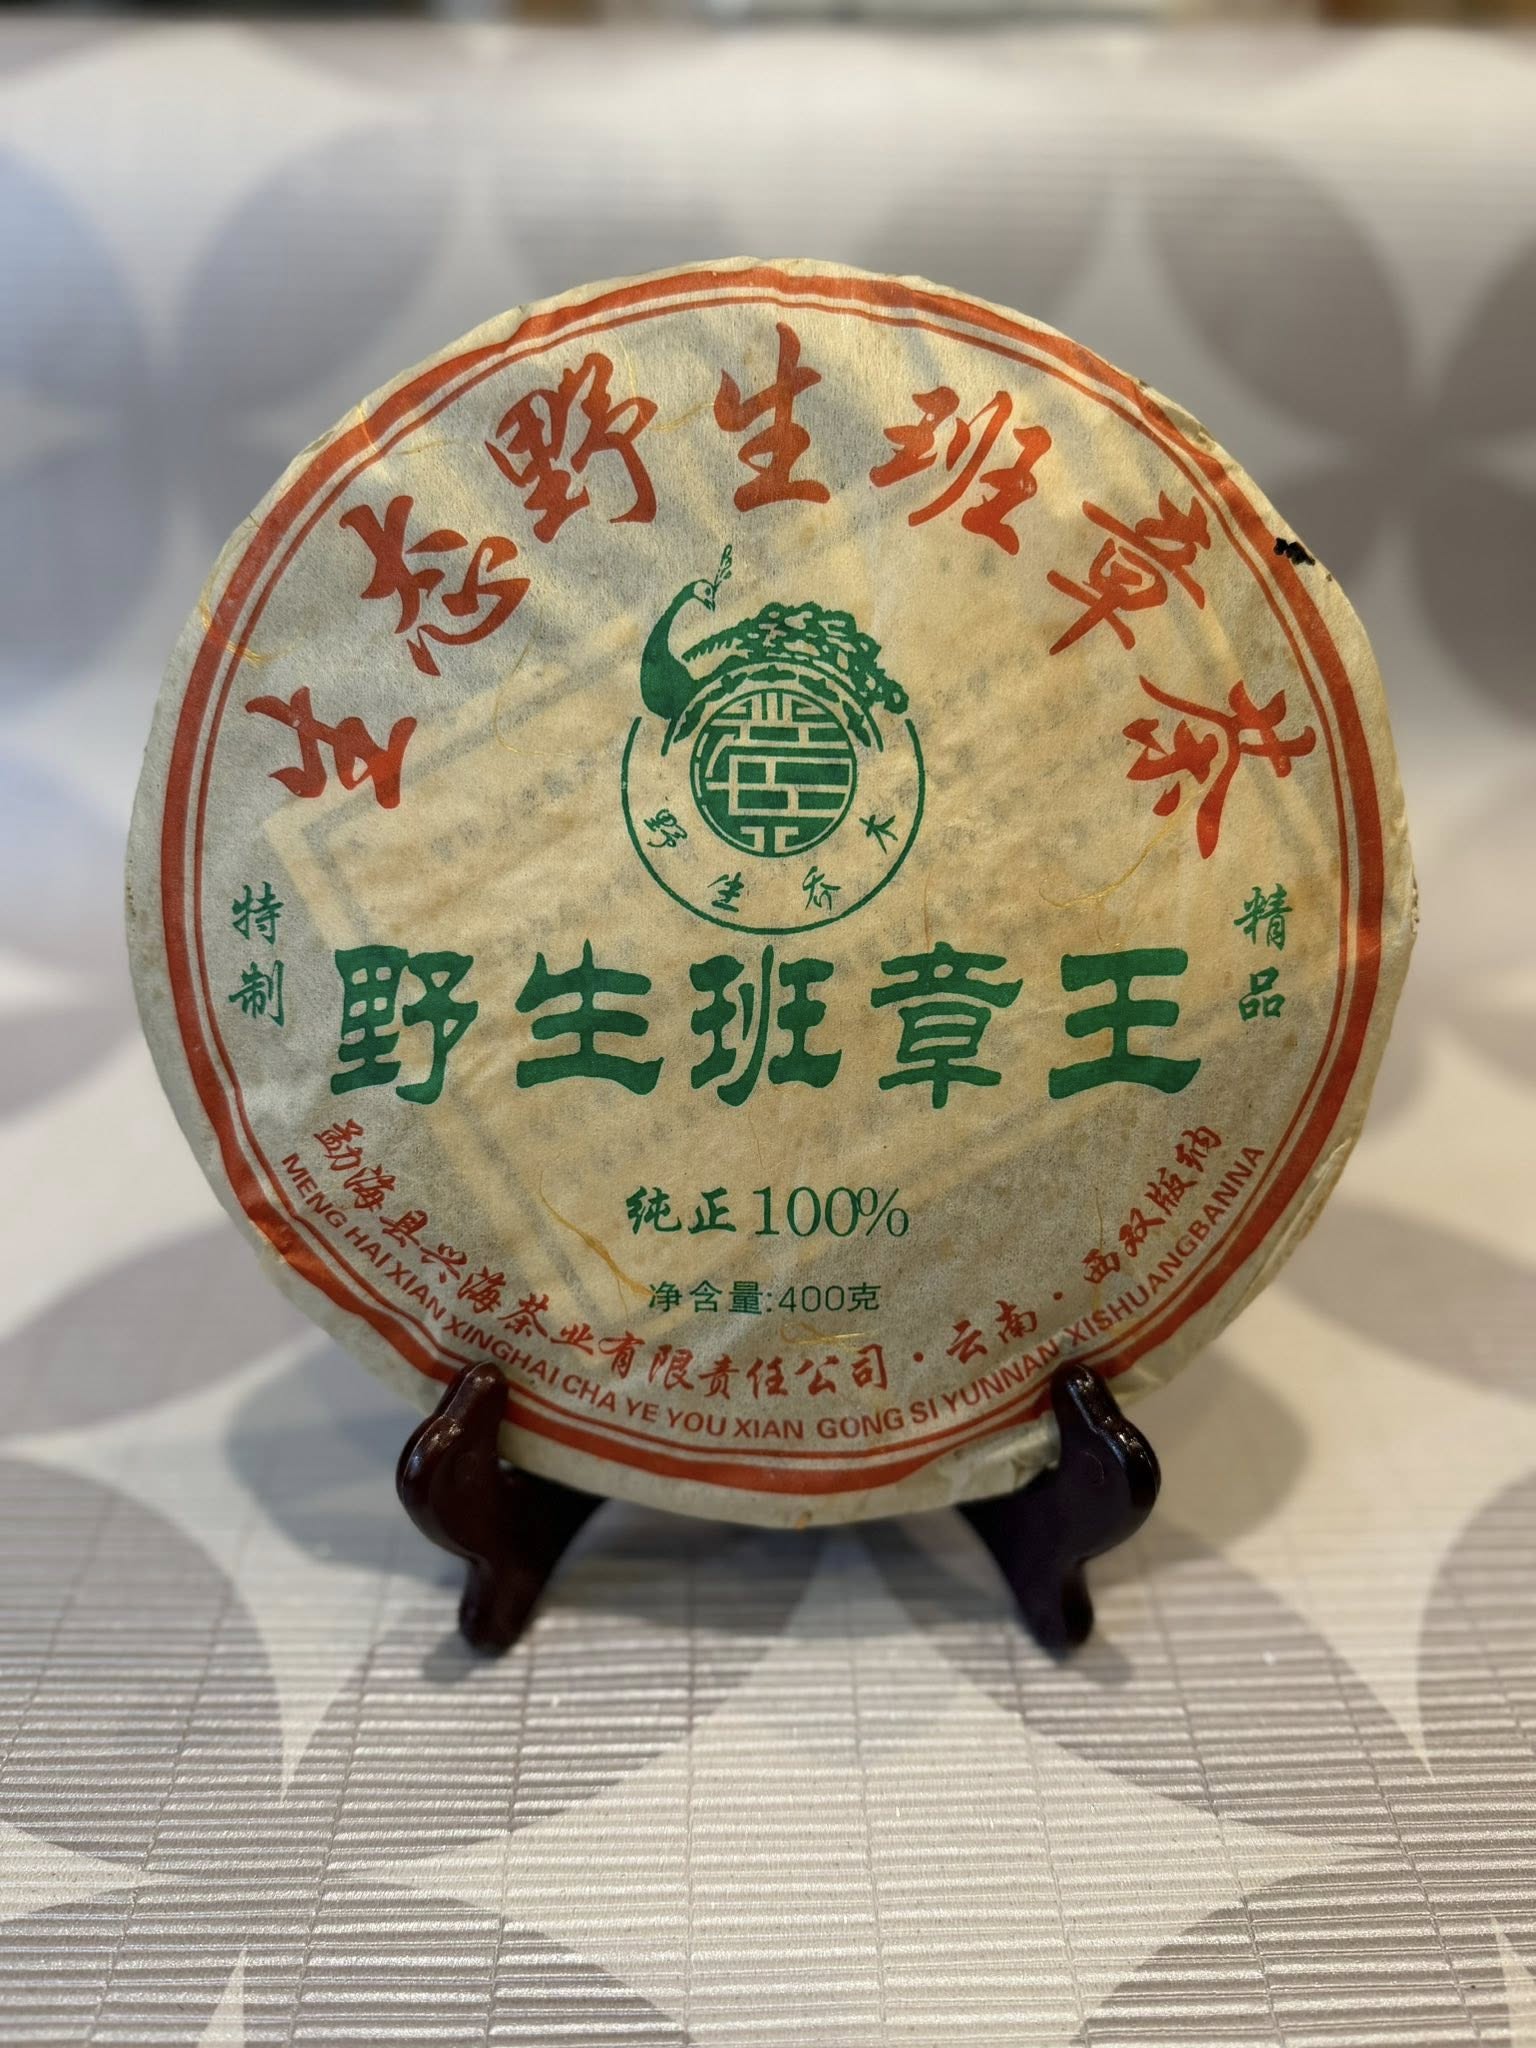 生态野生班章茶
野生乔木
特制
精品
野生班章王
纯正100%
净含量:400克
勐海县兴海茶业有限责任公司·云南·西双版纳
MENG HAI XIAN XINGHAI CHA YE YOU XIAN GONG SI YUNNAN XISHUANGBANNA